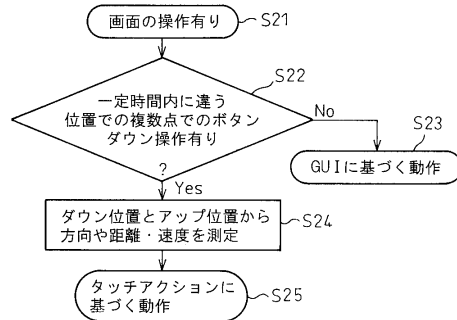 画面の操作有り
S21
S22
一定時間内に違う
位置での複数点でのボタン
ダウン操作有り
?
No
S23
GUIに基づく動作
Yes
ダウン位置とアップ位置から
方向や距離・速度を測定
S24
タッチアクションに
基づく動作
S25